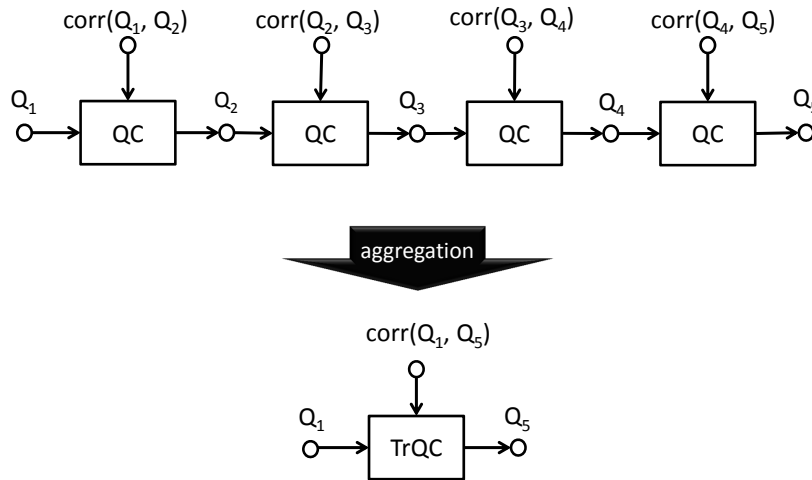 corr(Q₁, Q₂) corr(Q₂, Q₃) corr(Q₃, Q₄) corr(Q₄, Q₅)
Q₁ Q₂ Q₃ Q₄
QC QC QC QC
aggregation
corr(Q₁, Q₅)
Q₁ Q₅
TrQC